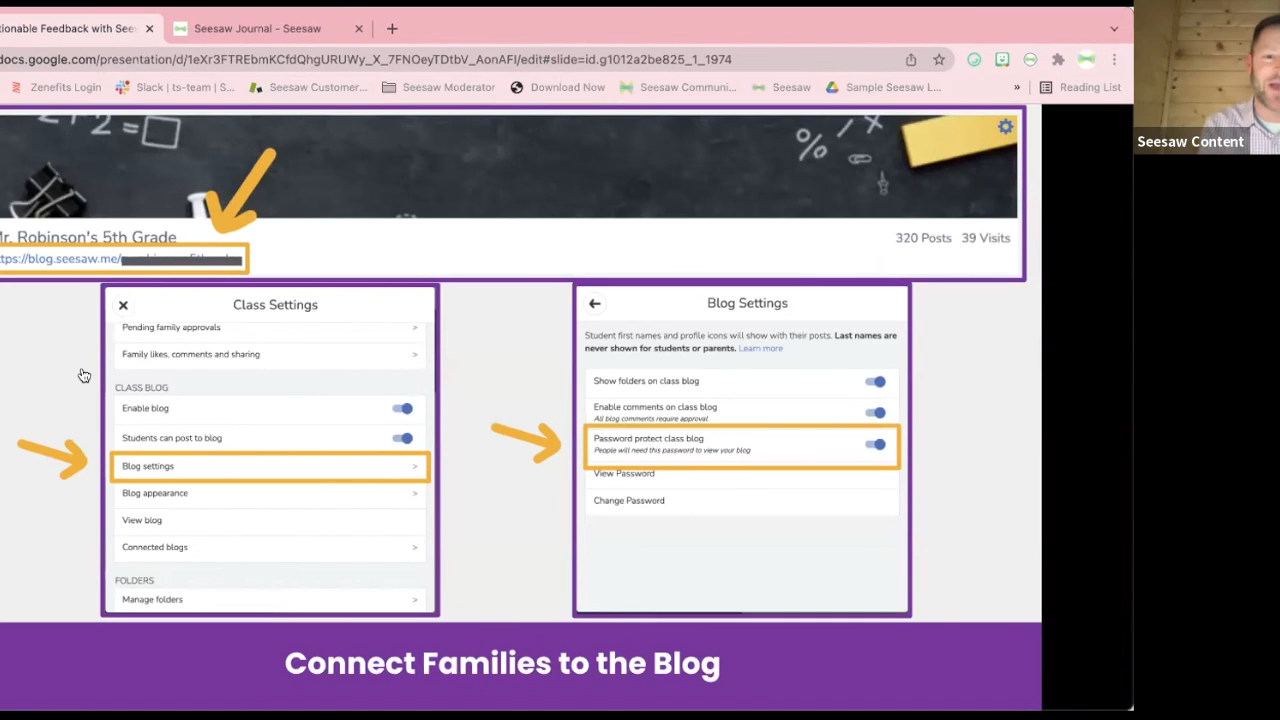 tionable Feedback with See
Seesaw Journal - Seesaw
docs.google.com/presentation/d/1eXr3FTREbmKCfdQhgURUWy_X_7FNOeyTDtbV_AonAFI/edit#slide=id.g1012a2be825_1_1974
Zenefits Login
Slack | ts-team | S...
Seesaw Customer...
Seesaw Moderator
Download Now
Seesaw Communi...
Seesaw
Sample Seesaw L...
»
Reading List
2+2=
% / x
Seesaw Content
Mr. Robinson's 5th Grade
320 Posts 39 Visits
ttps://blog.seesaw.me/
Class Settings
Pending family approvals >
Family likes, comments and sharing >
CLASS BLOG
Enable blog
Students can post to blog
Blog settings >
Blog appearance >
View blog
Connected blogs >
FOLDERS
Manage folders >
Blog Settings
Student first names and profile icons will show with their posts. Last names are
never shown for students or parents. Learn more
Show folders on class blog
Enable comments on class blog
All blog comments require approval
Password protect class blog
People will need this password to view your blog
View Password
Change Password
Connect Families to the Blog